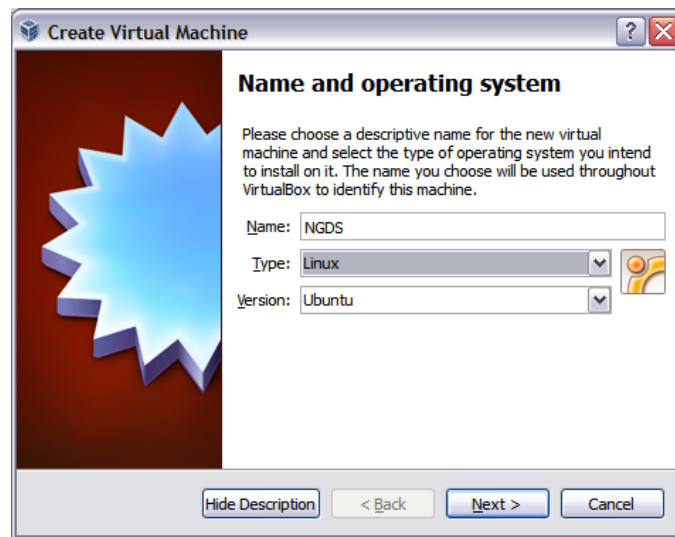 Create Virtual Machine
Name and operating system
Please choose a descriptive name for the new virtual
machine and select the type of operating system you intend
to install on it. The name you choose will be used throughout
VirtualBox to identify this machine.
Name: NGDS
Type: Linux
Version: Ubuntu
Hide Description < Back Next > Cancel